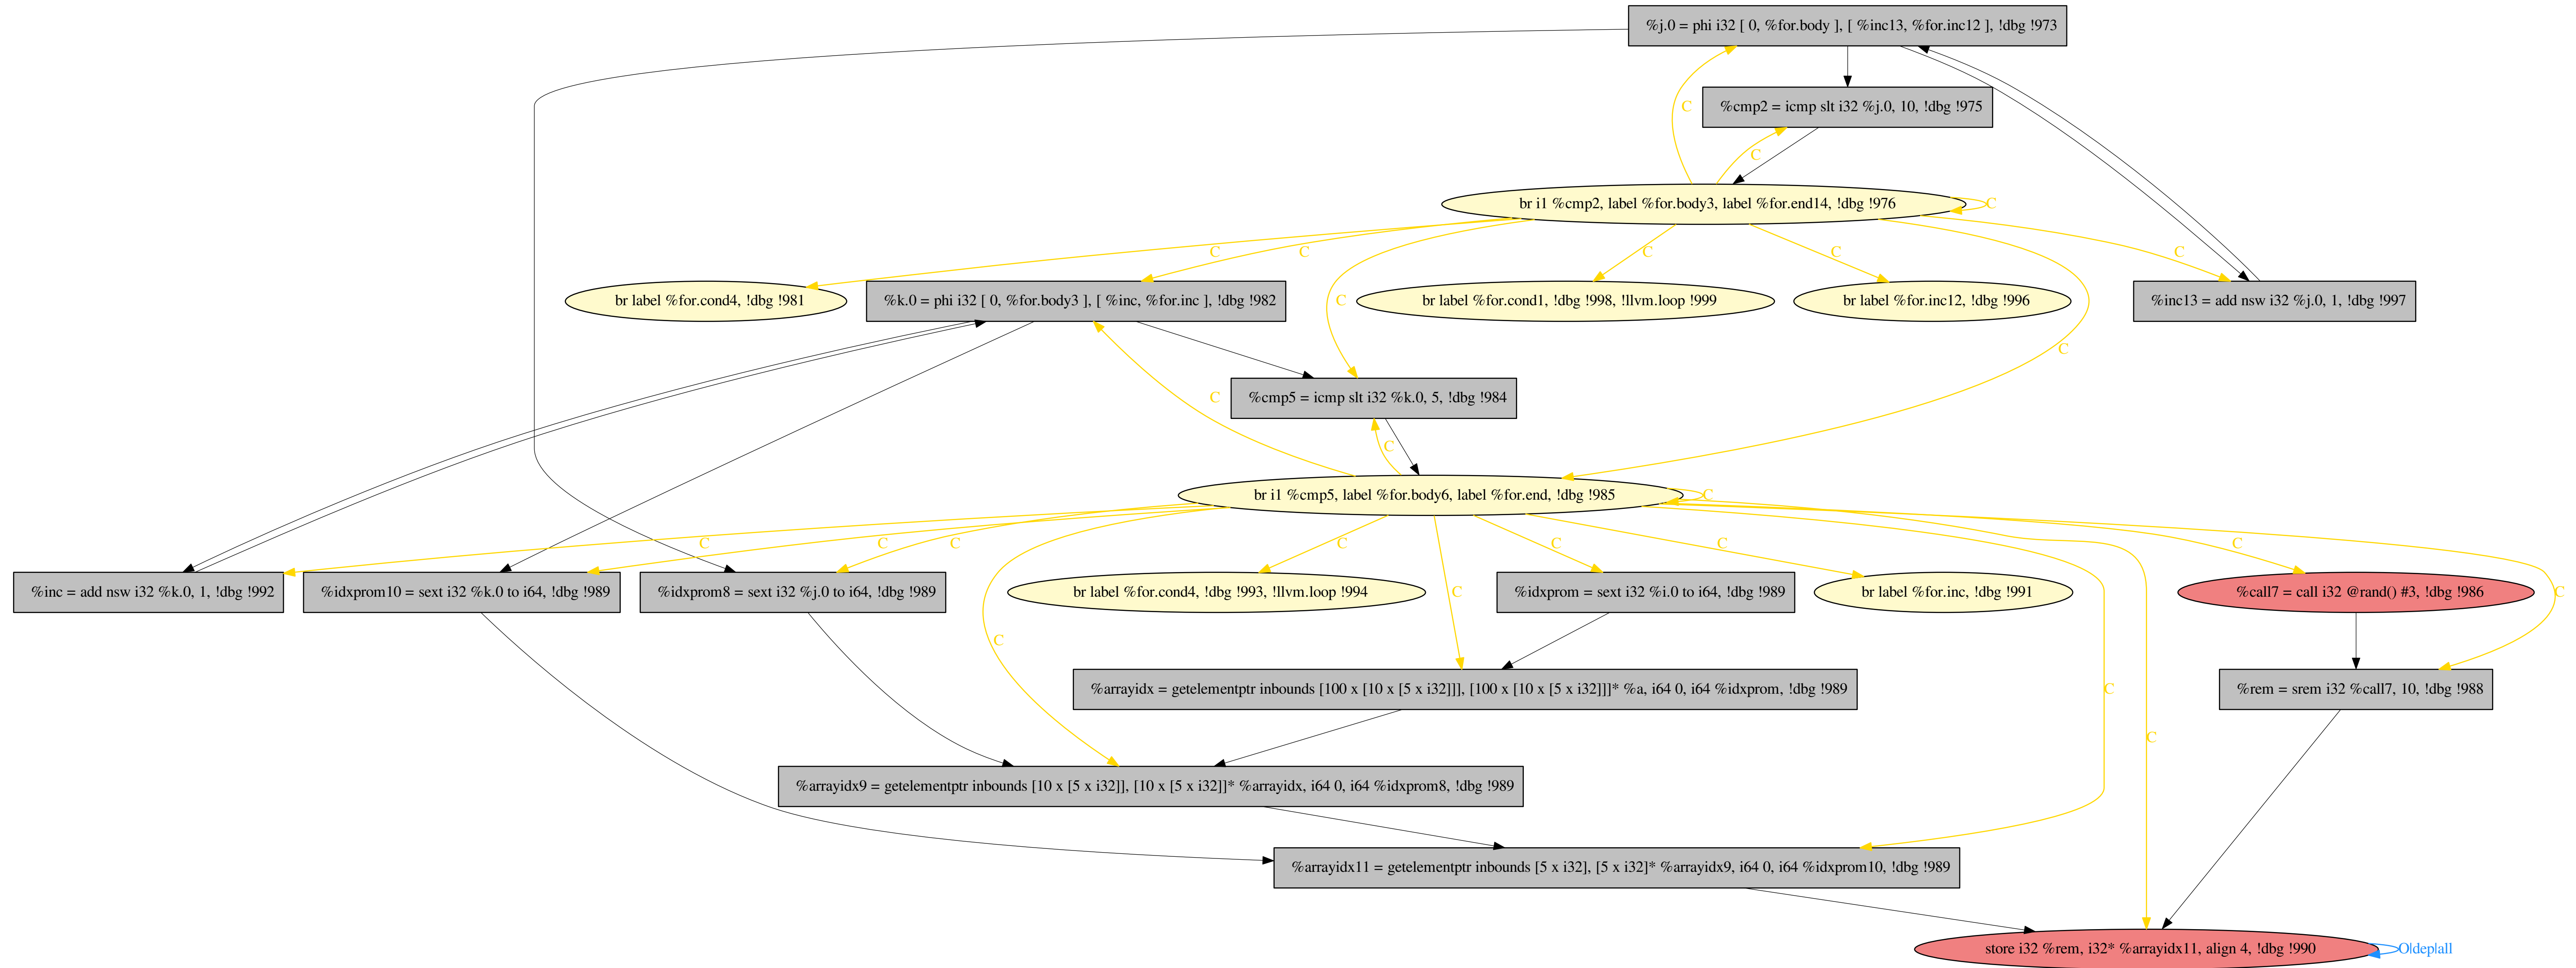 %j.0 = phi i32 [ 0, %for.body ], [ %inc13, %for.inc12 ], !dbg !973
C
%cmp2 = icmp slt i32 %j.0, 10, !dbg !975
C
br i1 %cmp2, label %for.body3, label %for.end14, !dbg !976
C
C
C
C
C
C
br label %for.cond4, !dbg !981
%k.0 = phi i32 [ 0, %for.body3 ], [ %inc, %for.inc ], !dbg !982
C
br label %for.cond1, !dbg !998, !llvm.loop !999
br label %for.inc12, !dbg !996
%inc13 = add nsw i32 %j.0, 1, !dbg !997
C
C
%cmp5 = icmp slt i32 %k.0, 5, !dbg !984
C
br i1 %cmp5, label %for.body6, label %for.end, !dbg !985
C
C
C
C
C
C
C
C
%inc = add nsw i32 %k.0, 1, !dbg !992
%idxprom10 = sext i32 %k.0 to i64, !dbg !989
%idxprom8 = sext i32 %j.0 to i64, !dbg !989
br label %for.cond4, !dbg !993, !llvm.loop !994
C
%idxprom = sext i32 %i.0 to i64, !dbg !989
br label %for.inc, !dbg !991
%call7 = call i32 @rand() #3, !dbg !986
C
C
%arrayidx = getelementptr inbounds [100 x [10 x [5 x i32]]], [100 x [10 x [5 x i32]]]* %a, i64 0, i64 %idxprom, !dbg !989
C
%rem = srem i32 %call7, 10, !dbg !988
C
%arrayidx9 = getelementptr inbounds [10 x [5 x i32]], [10 x [5 x i32]]* %arrayidx, i64 0, i64 %idxprom8, !dbg !989
%arrayidx11 = getelementptr inbounds [5 x i32], [5 x i32]* %arrayidx9, i64 0, i64 %idxprom10, !dbg !989
store i32 %rem, i32* %arrayidx11, align 4, !dbg !990
O|dep|all